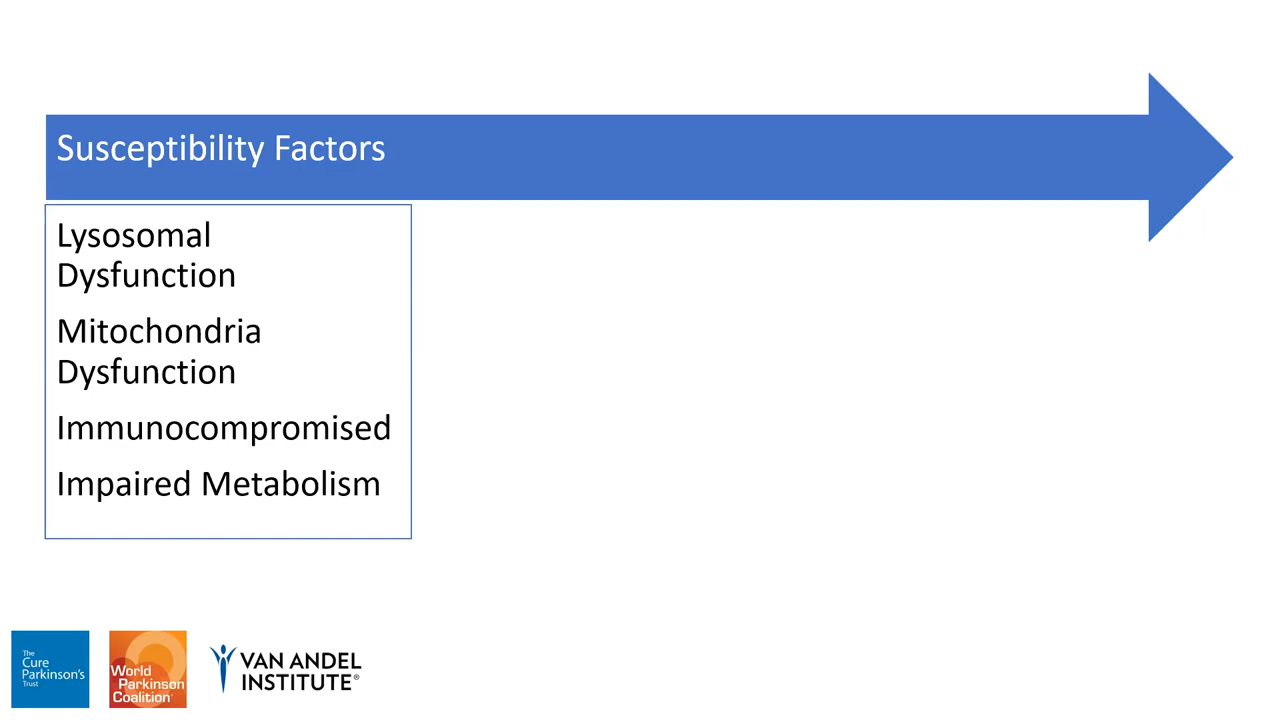 Susceptibility Factors
Lysosomal
Dysfunction
Mitochondria
Dysfunction
Immunocompromised
Impaired Metabolism
The
Cure
Parkinson's
Trust
World
Parkinson
Coalition
VAN ANDEL
INSTITUTE®